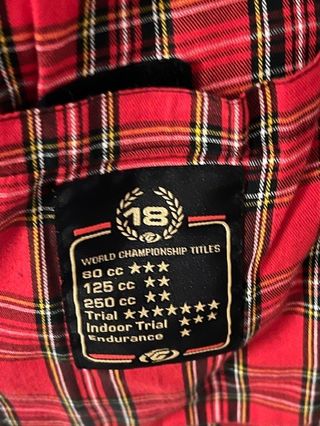 18
WORLD CHAMPIONSHIP TITLES
80 cc ★★★
125 cc ★★
250 cc ★★
Trial ★★★★★★★
Indoor Trial ★★★
Endurance ★